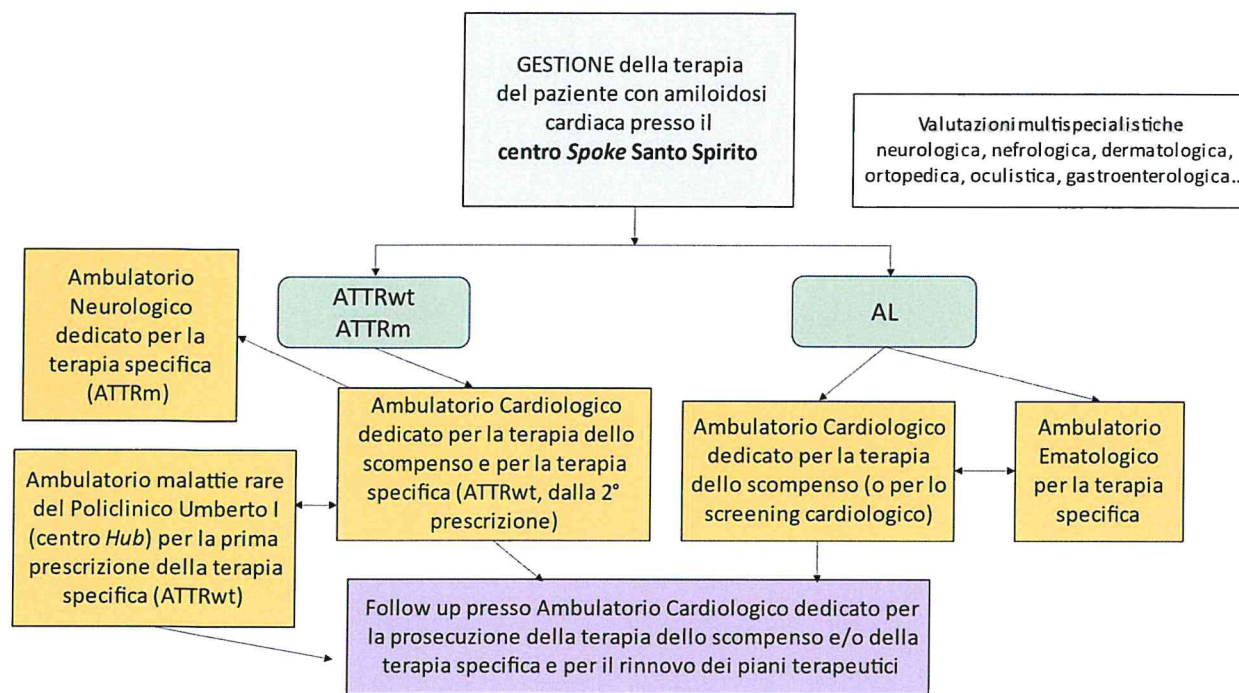 GESTIONE della terapia
del paziente con amiloidosi
cardiaca presso il
centro Spoke Santo Spirito
Valutazioni multispecialistiche
neurologica, nefrologica, dermatologica,
ortopedica, oculistica, gastroenterologica...
Ambulatorio
Neurologico
dedicato per la
terapia specifica
(ATTRm)
ATTRwt
ATTRm
AL
Ambulatorio Cardiologico
dedicato per la terapia dello
scompenso e per la terapia
specifica (ATTRwt, dalla 2°
prescrizione)
Ambulatorio Cardiologico
dedicato per la terapia
dello scompenso (o per lo
screening cardiologico)
Ambulatorio
Ematologico
per la terapia
specifica
Ambulatorio malattie rare
del Policlinico Umberto I
(centro Hub) per la prima
prescrizione della terapia
specifica (ATTRwt)
Follow up presso Ambulatorio Cardiologico dedicato per
la prosecuzione della terapia dello scompenso e/o della
terapia specifica e per il rinnovo dei piani terapeutici